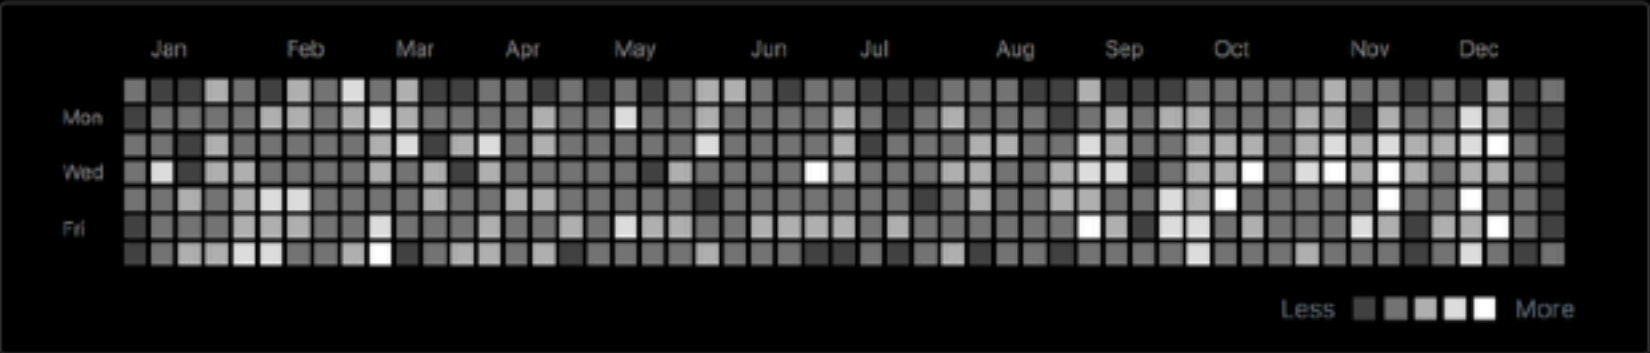 Jan Feb Mar Apr May Jun Jul Aug Sep Oct Nov Dec
Mon
Wed
Fri
Less More